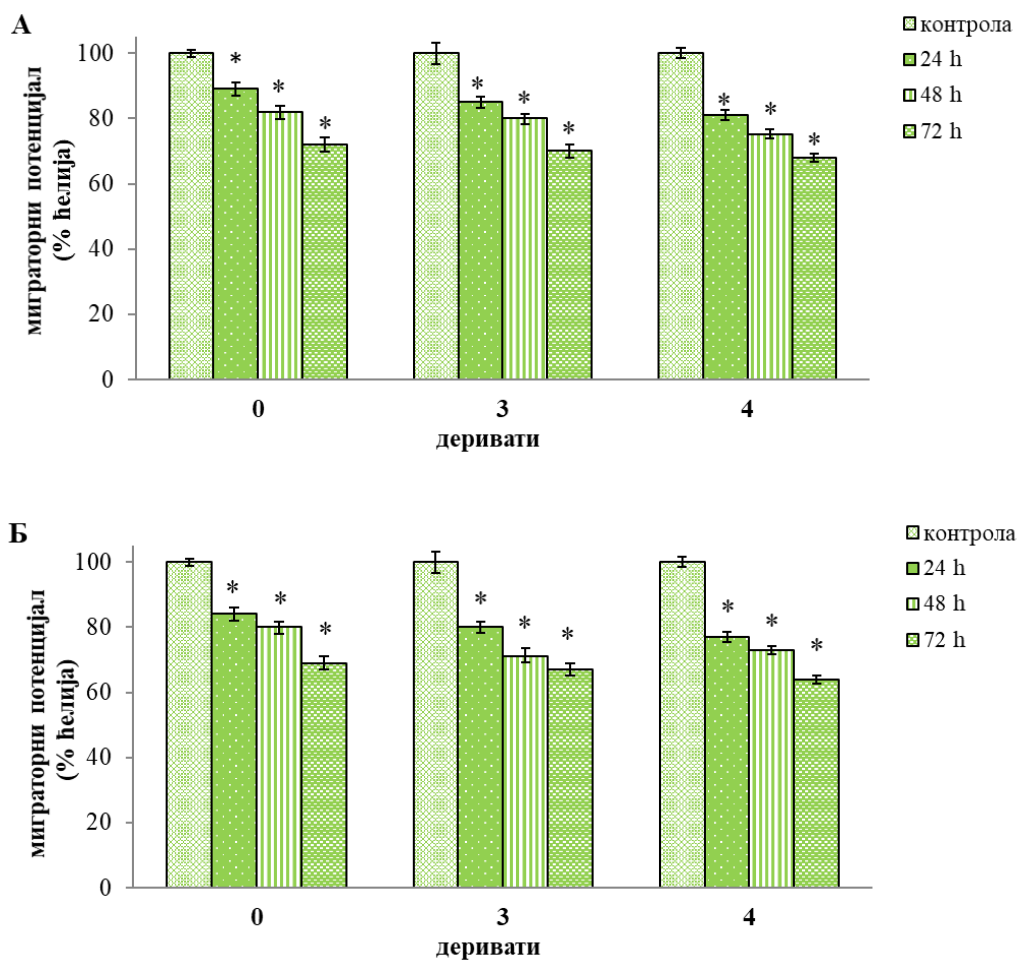 А
миграторни потенцијал
(% ћелија)
100
80
60
40
20
0
* * *
* * *
* * *
0 3 4
деривати
контрола
24 h
48 h
72 h
Б
миграторни потенцијал
(% ћелија)
100
80
60
40
20
0
* * *
* * *
* * *
0 3 4
деривати
контрола
24 h
48 h
72 h